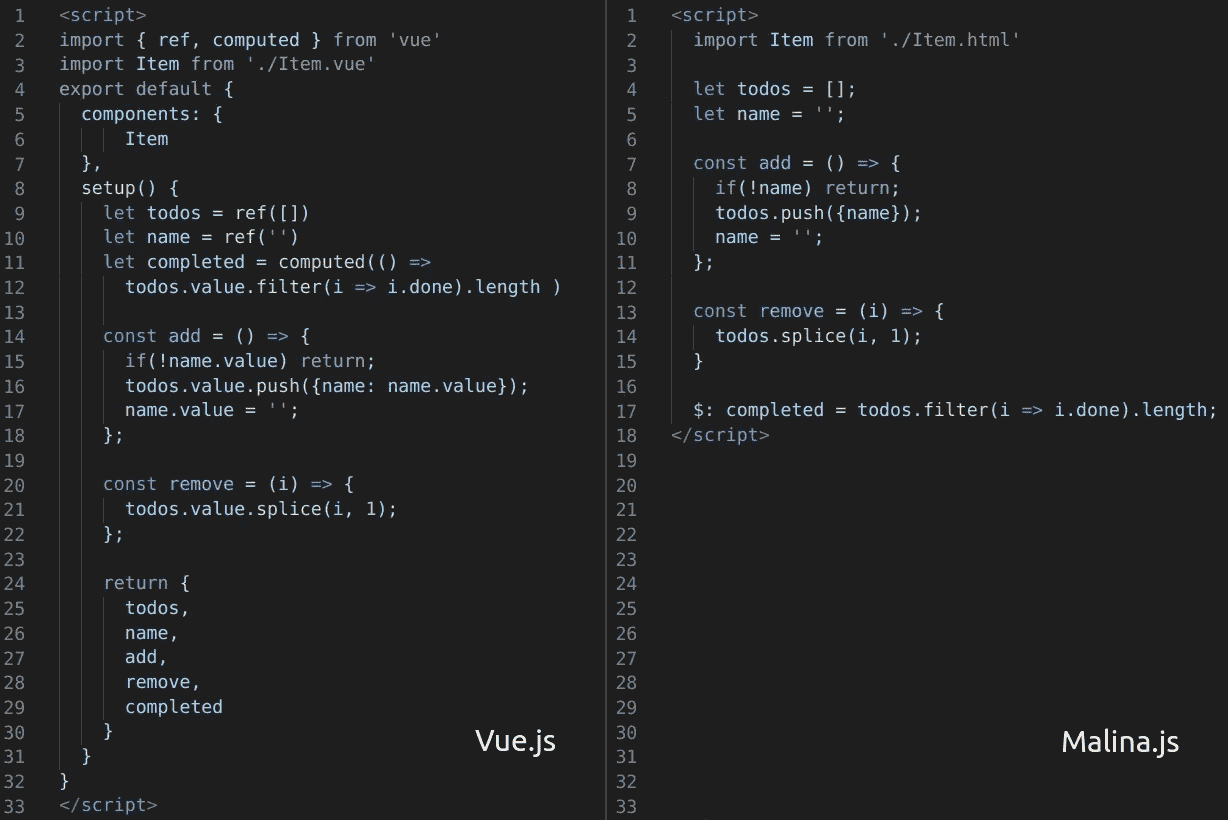 1 <script>
2 import { ref, computed } from 'vue'
3 import Item from './Item.vue'
4 export default {
5   components: {
6       Item
7   },
8   setup() {
9     let todos = ref([])
10     let name = ref('')
11     let completed = computed(() =>
12       todos.value.filter(i => i.done).length )
13
14     const add = () => {
15       if(!name.value) return;
16       todos.value.push({name: name.value});
17       name.value = '';
18     };
19
20     const remove = (i) => {
21       todos.value.splice(i, 1);
22     };
23
24     return {
25       todos,
26       name,
27       add,
28       remove,
29       completed
30     }
31   }
32 }
33 </script>
Vue.js
1 <script>
2   import Item from './Item.html'
3
4   let todos = [];
5   let name = '';
6
7   const add = () => {
8     if(!name) return;
9     todos.push({name});
10     name = '';
11   };
12
13   const remove = (i) => {
14     todos.splice(i, 1);
15   }
16
17   $: completed = todos.filter(i => i.done).length;
18 </script>
19
20
21
22
23
24
25
26
27
28
29
30
31
32
33
Malina.js